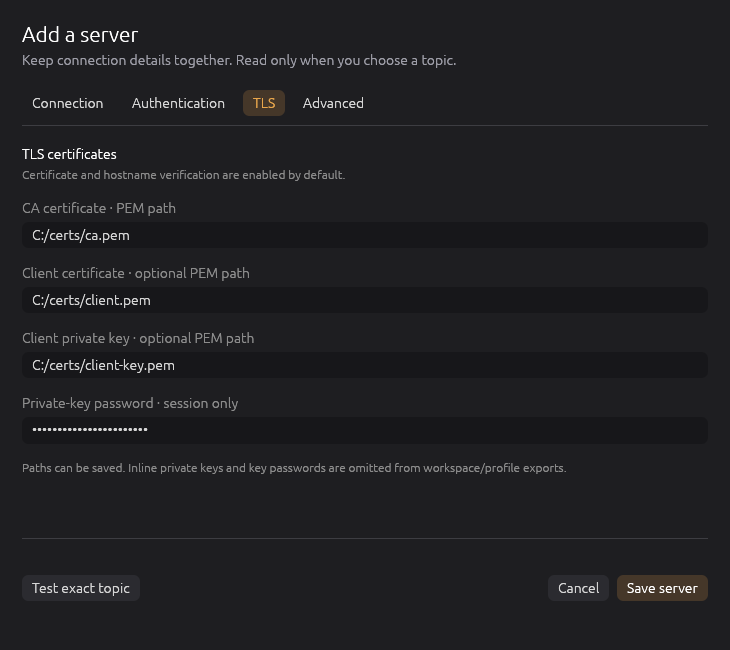 Add a server
Keep connection details together. Read only when you choose a topic.
Connection Authentication TLS Advanced
TLS certificates
Certificate and hostname verification are enabled by default.
CA certificate · PEM path
C:/certs/ca.pem
Client certificate · optional PEM path
C:/certs/client.pem
Client private key · optional PEM path
C:/certs/client-key.pem
Private-key password · session only
•••••••••••••••••••••••
Paths can be saved. Inline private keys and key passwords are omitted from workspace/profile exports.
Test exact topic Cancel Save server